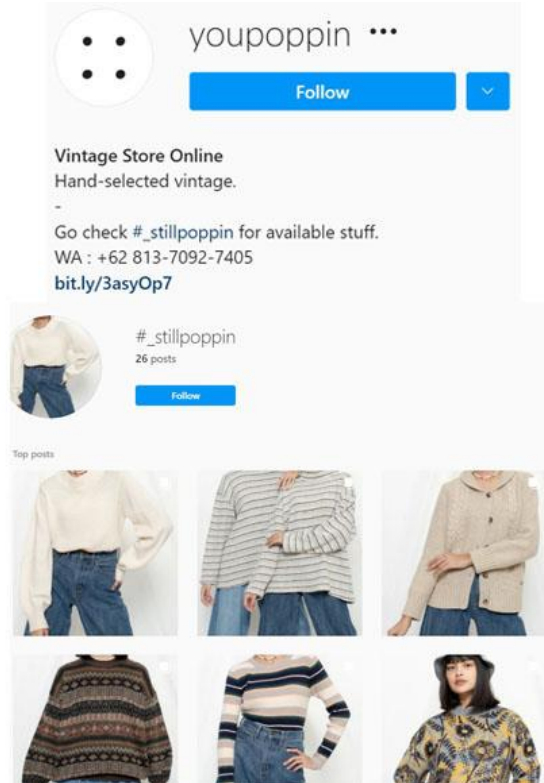 youpoppin •••
Follow
Vintage Store Online
Hand-selected vintage.
-
Go check #_stillpoppin for available stuff.
WA : +62 813-7092-7405
bit.ly/3asyOp7
#_stillpoppin
26 posts
Follow
Top posts